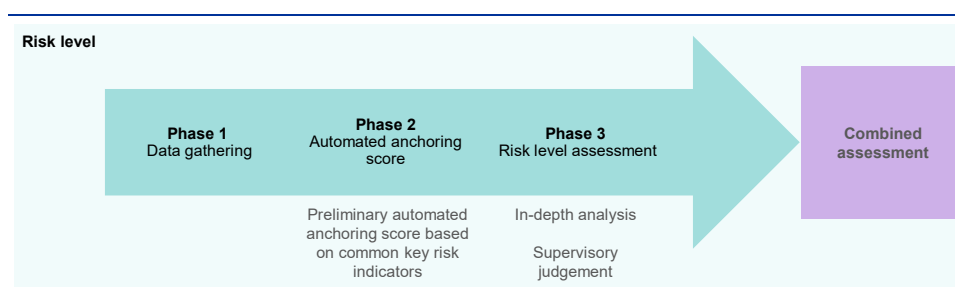 Risk level
Phase 1
Data gathering
Phase 2
Automated anchoring
score
Phase 3
Risk level assessment
Combined
assessment
Preliminary automated
anchoring score based
on common key risk
indicators
In-depth analysis
Supervisory
judgement